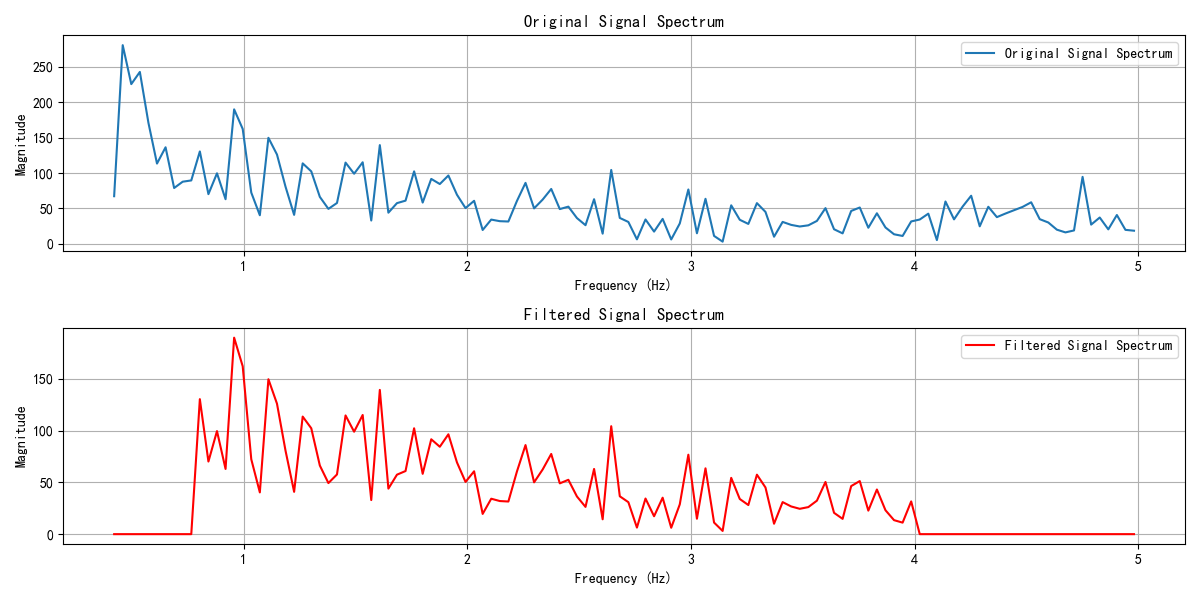 Original Signal Spectrum
Original Signal Spectrum
Magnitude
250
200
150
100
50
0
1 2 3 4 5
Frequency (Hz)
Filtered Signal Spectrum
Filtered Signal Spectrum
Magnitude
150
100
50
0
1 2 3 4 5
Frequency (Hz)